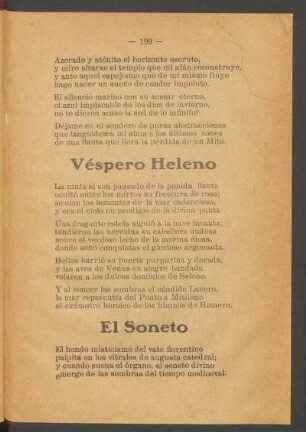 — 190 —
Azorado y atónito el horizonte escruto,
y miro alzarse el templo que mi afán reconstruye,
y ante aquel espejismo que de mí mismo fluye
hago nacer un sueño de candor impoluto.
El silencio marino con su acezar eterno,
el azul implacable de los días de invierno,
no te dieron acaso la sed de lo infinito?
Déjame en el sendero de puras abstracciones
que languidezca mi alma a los últimos sones
de una flauta que llora la pérdida de un Mito.
Véspero Heleno
La ninfa al son pausado de la panida flauta
ocultó entre los mirtos su frescura de rosa;
se oían los lamentos de la mar cadenciosa,
y era el cielo un prodigio de la divina pauta
Una fragante estela siguió a la nave incauta;
tendieron las nereidas su cabellera undosa
sobre el verdoso lecho de la marina diosa,
donde soñó conquistas el glorioso argonauta.
Helios barrió su puerta purpurino y dorada,
y las aves de Venus en alegre bandada
volaron a los dulces dominios de Seleno.
Y al vencer las sombras el cándido Lucero,
la mar repercutía del Ponto a Mitileno
el exámetro heroico de los himnos de Homero.
El Soneto
El hondo misticismo del vate florentino
palpita en los vitrales de augusta catedral;
y cuando suena el órgano, el soneto divino
emerge de las sombras del tiempo medioeval: